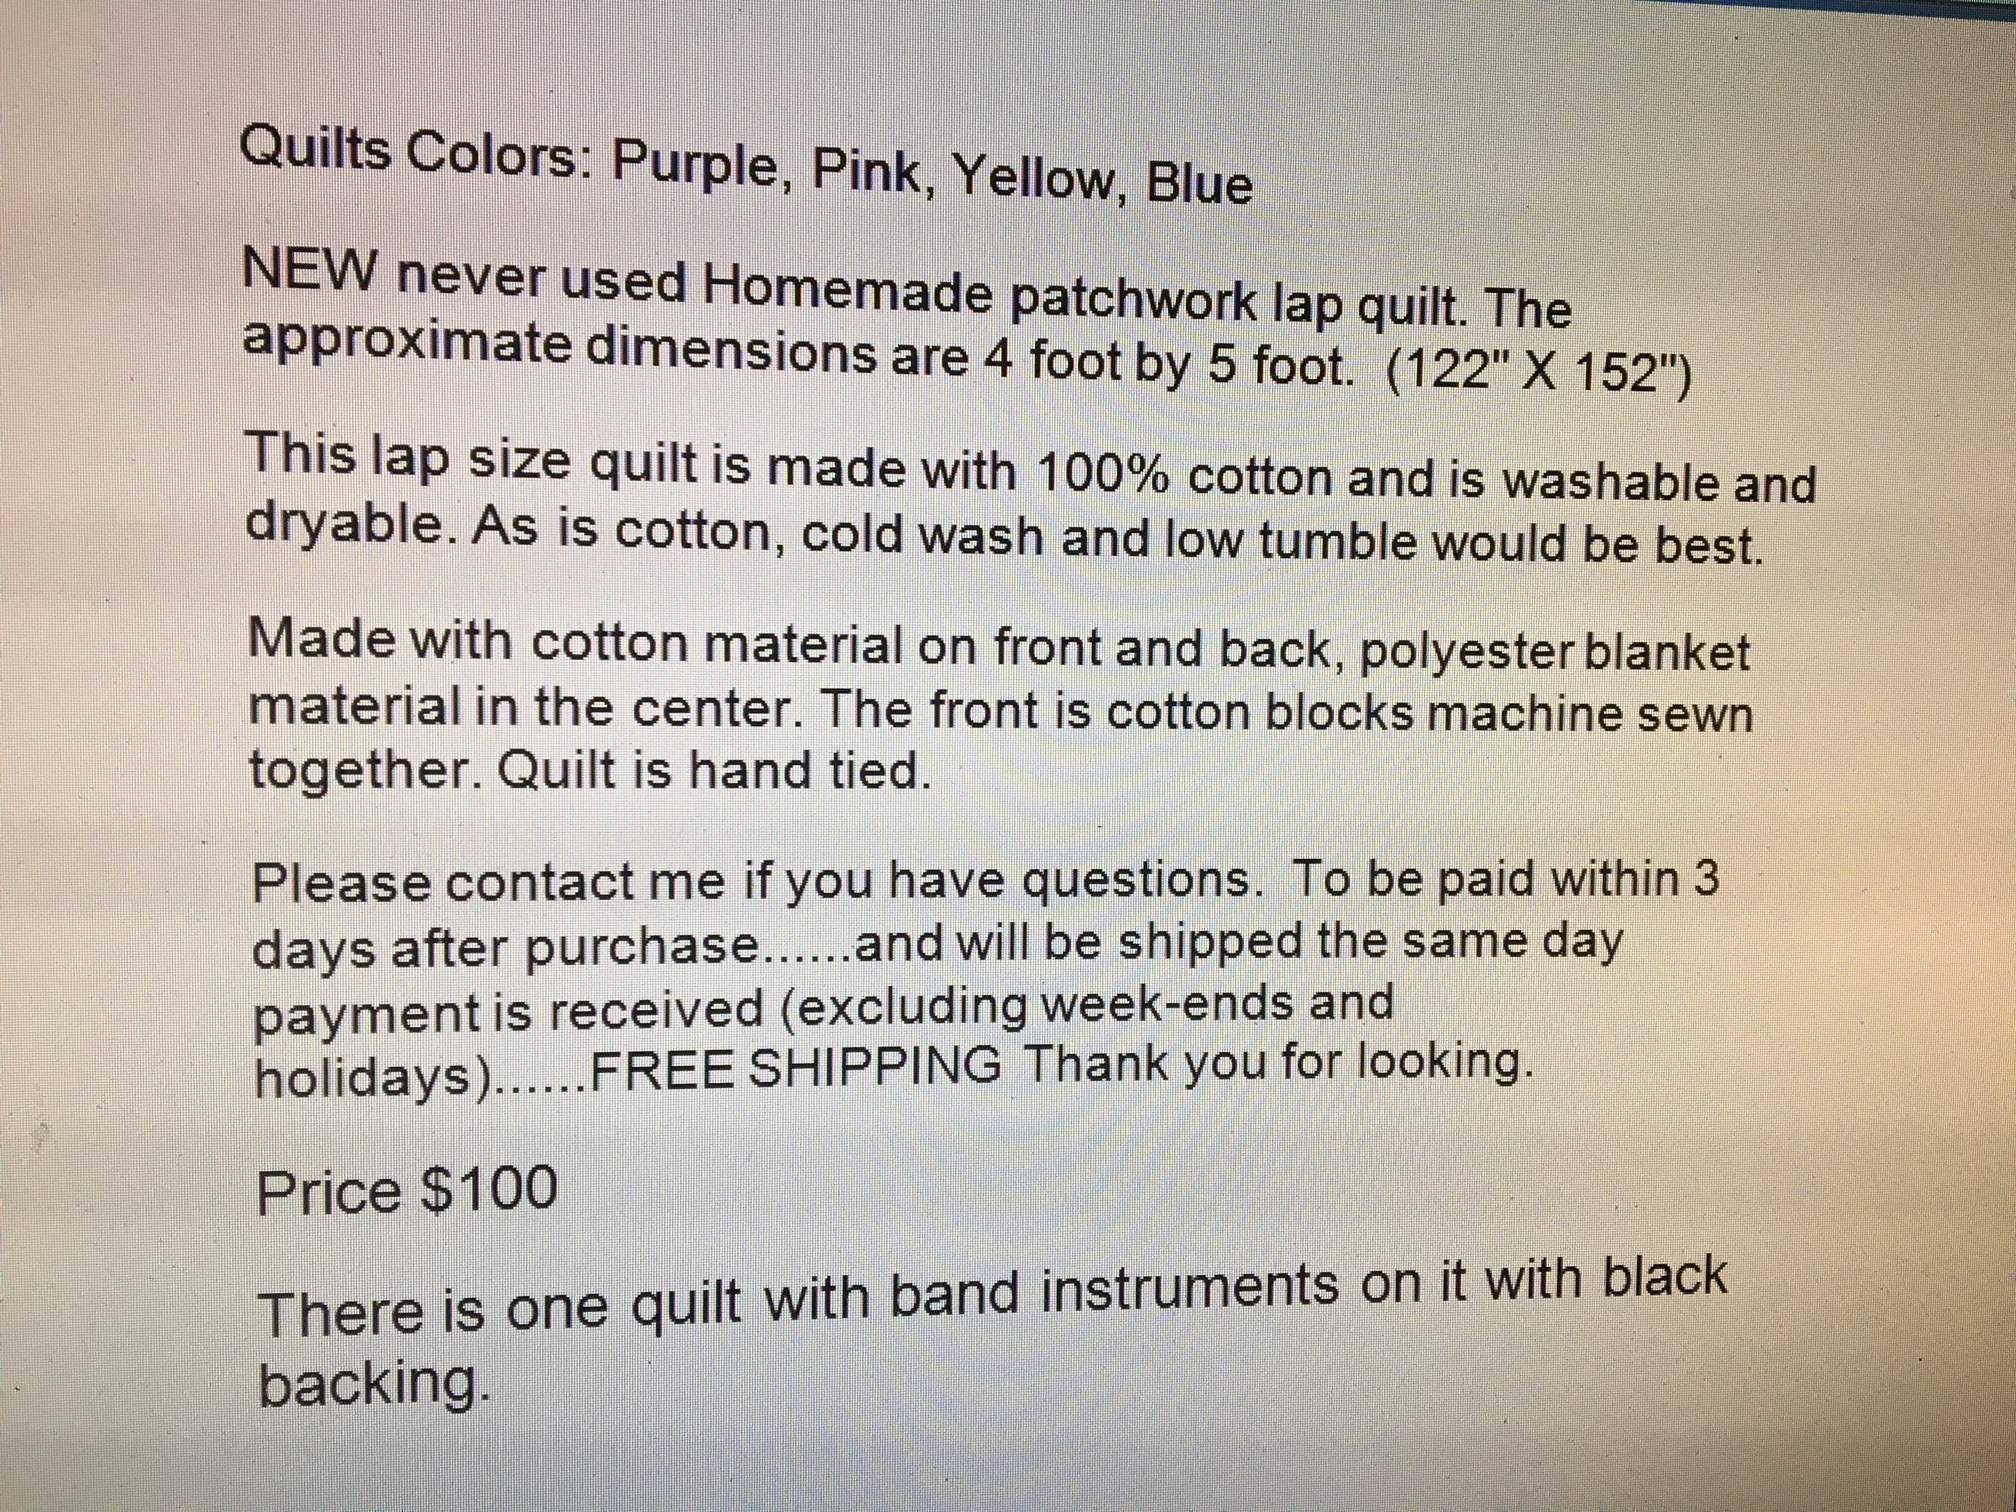 Quilts Colors: Purple, Pink, Yellow, Blue
NEW never used Homemade patchwork lap quilt. The
approximate dimensions are 4 foot by 5 foot.  (122" X 152")
This lap size quilt is made with 100% cotton and is washable and
dryable. As is cotton, cold wash and low tumble would be best.
Made with cotton material on front and back, polyester blanket
material in the center. The front is cotton blocks machine sewn
together. Quilt is hand tied.
Please contact me if you have questions.  To be paid within 3
days after purchase......and will be shipped the same day
payment is received (excluding week-ends and
holidays)......FREE SHIPPING Thank you for looking.
Price $100
There is one quilt with band instruments on it with black
backing.